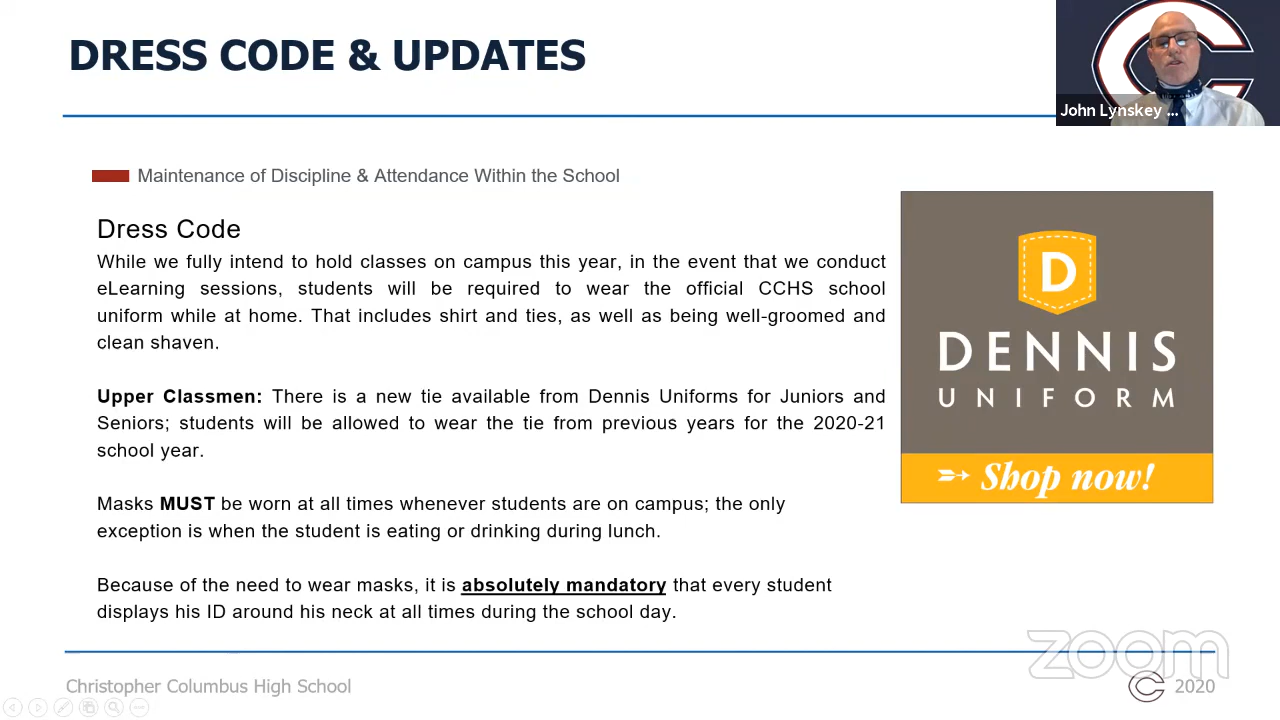 DRESS CODE & UPDATES
John Lynskey ...
Maintenance of Discipline & Attendance Within the School
Dress Code
While we fully intend to hold classes on campus this year, in the event that we conduct
eLearning sessions, students will be required to wear the official CCHS school
uniform while at home. That includes shirt and ties, as well as being well-groomed and
clean shaven.
Upper Classmen: There is a new tie available from Dennis Uniforms for Juniors and
Seniors; students will be allowed to wear the tie from previous years for the 2020-21
school year.
Masks MUST be worn at all times whenever students are on campus; the only
exception is when the student is eating or drinking during lunch.
Because of the need to wear masks, it is absolutely mandatory that every student
displays his ID around his neck at all times during the school day.
D
DENNIS
UNIFORM
Shop now!
zoom
Christopher Columbus High School
C 2020